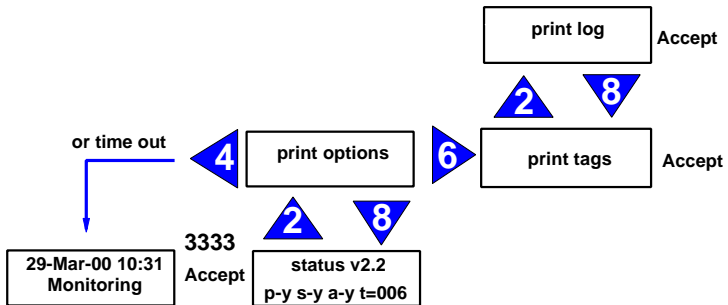 print log
Accept
2
8
or time out
4
print options
6
print tags
Accept
2
8
3333
29-Mar-00 10:31
Monitoring
Accept
status v2.2
p-y s-y a-y t=006